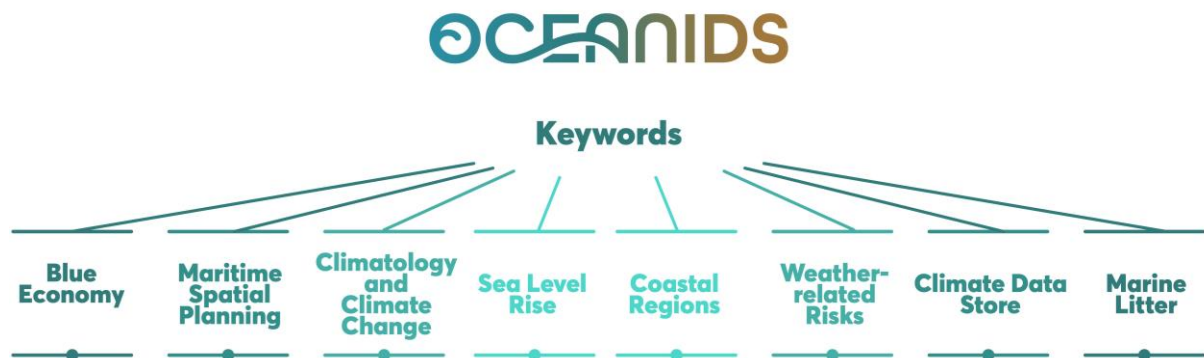 OCEANIDS
Keywords
Blue
Economy
Maritime
Spatial
Planning
Climatology
and
Climate
Change
Sea Level
Rise
Coastal
Regions
Weather-
related
Risks
Climate Data
Store
Marine
Litter